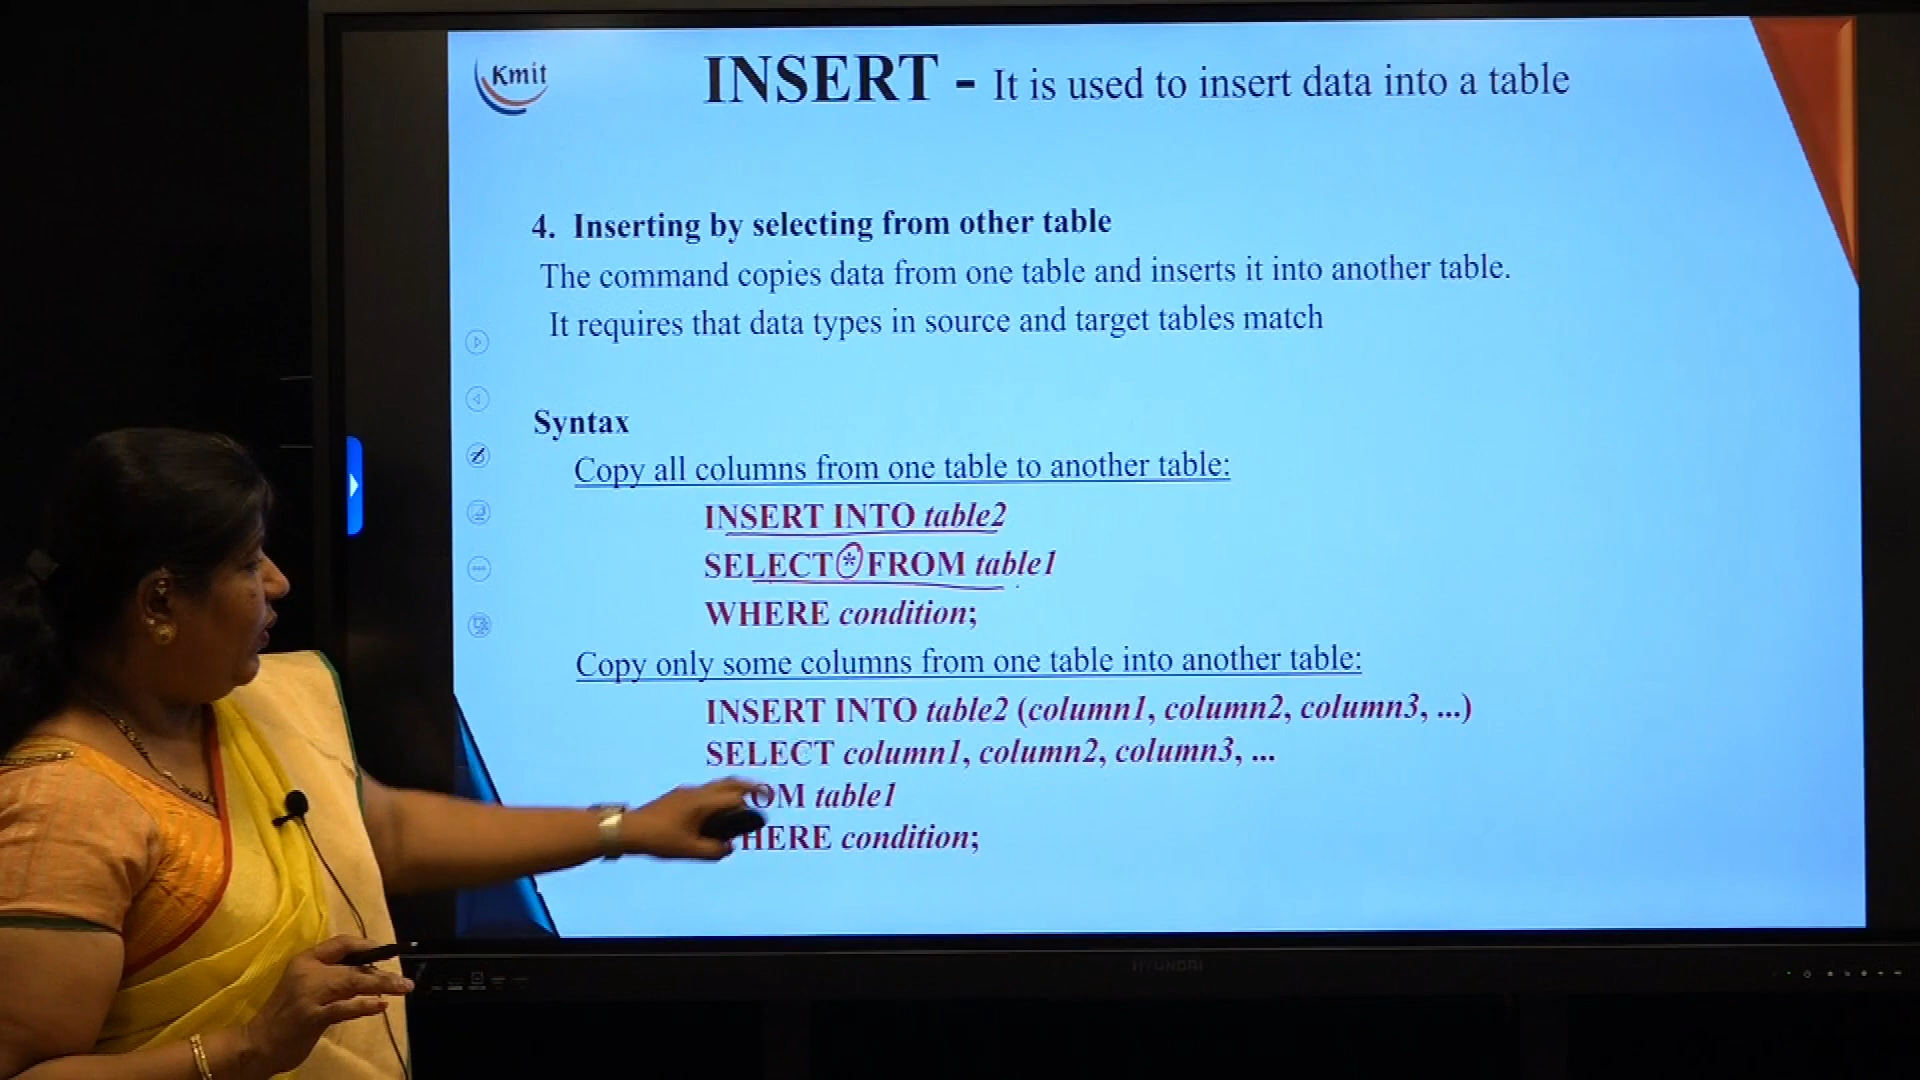 Kmit
INSERT - It is used to insert data into a table
4. Inserting by selecting from other table
The command copies data from one table and inserts it into another table.
It requires that data types in source and target tables match
Syntax
Copy all columns from one table to another table:
INSERT INTO table2
SELECT * FROM table1
WHERE condition;
Copy only some columns from one table into another table:
INSERT INTO table2 (column1, column2, column3, ...)
SELECT column1, column2, column3, ...
OM table1
HERE condition;
HYUNDAI